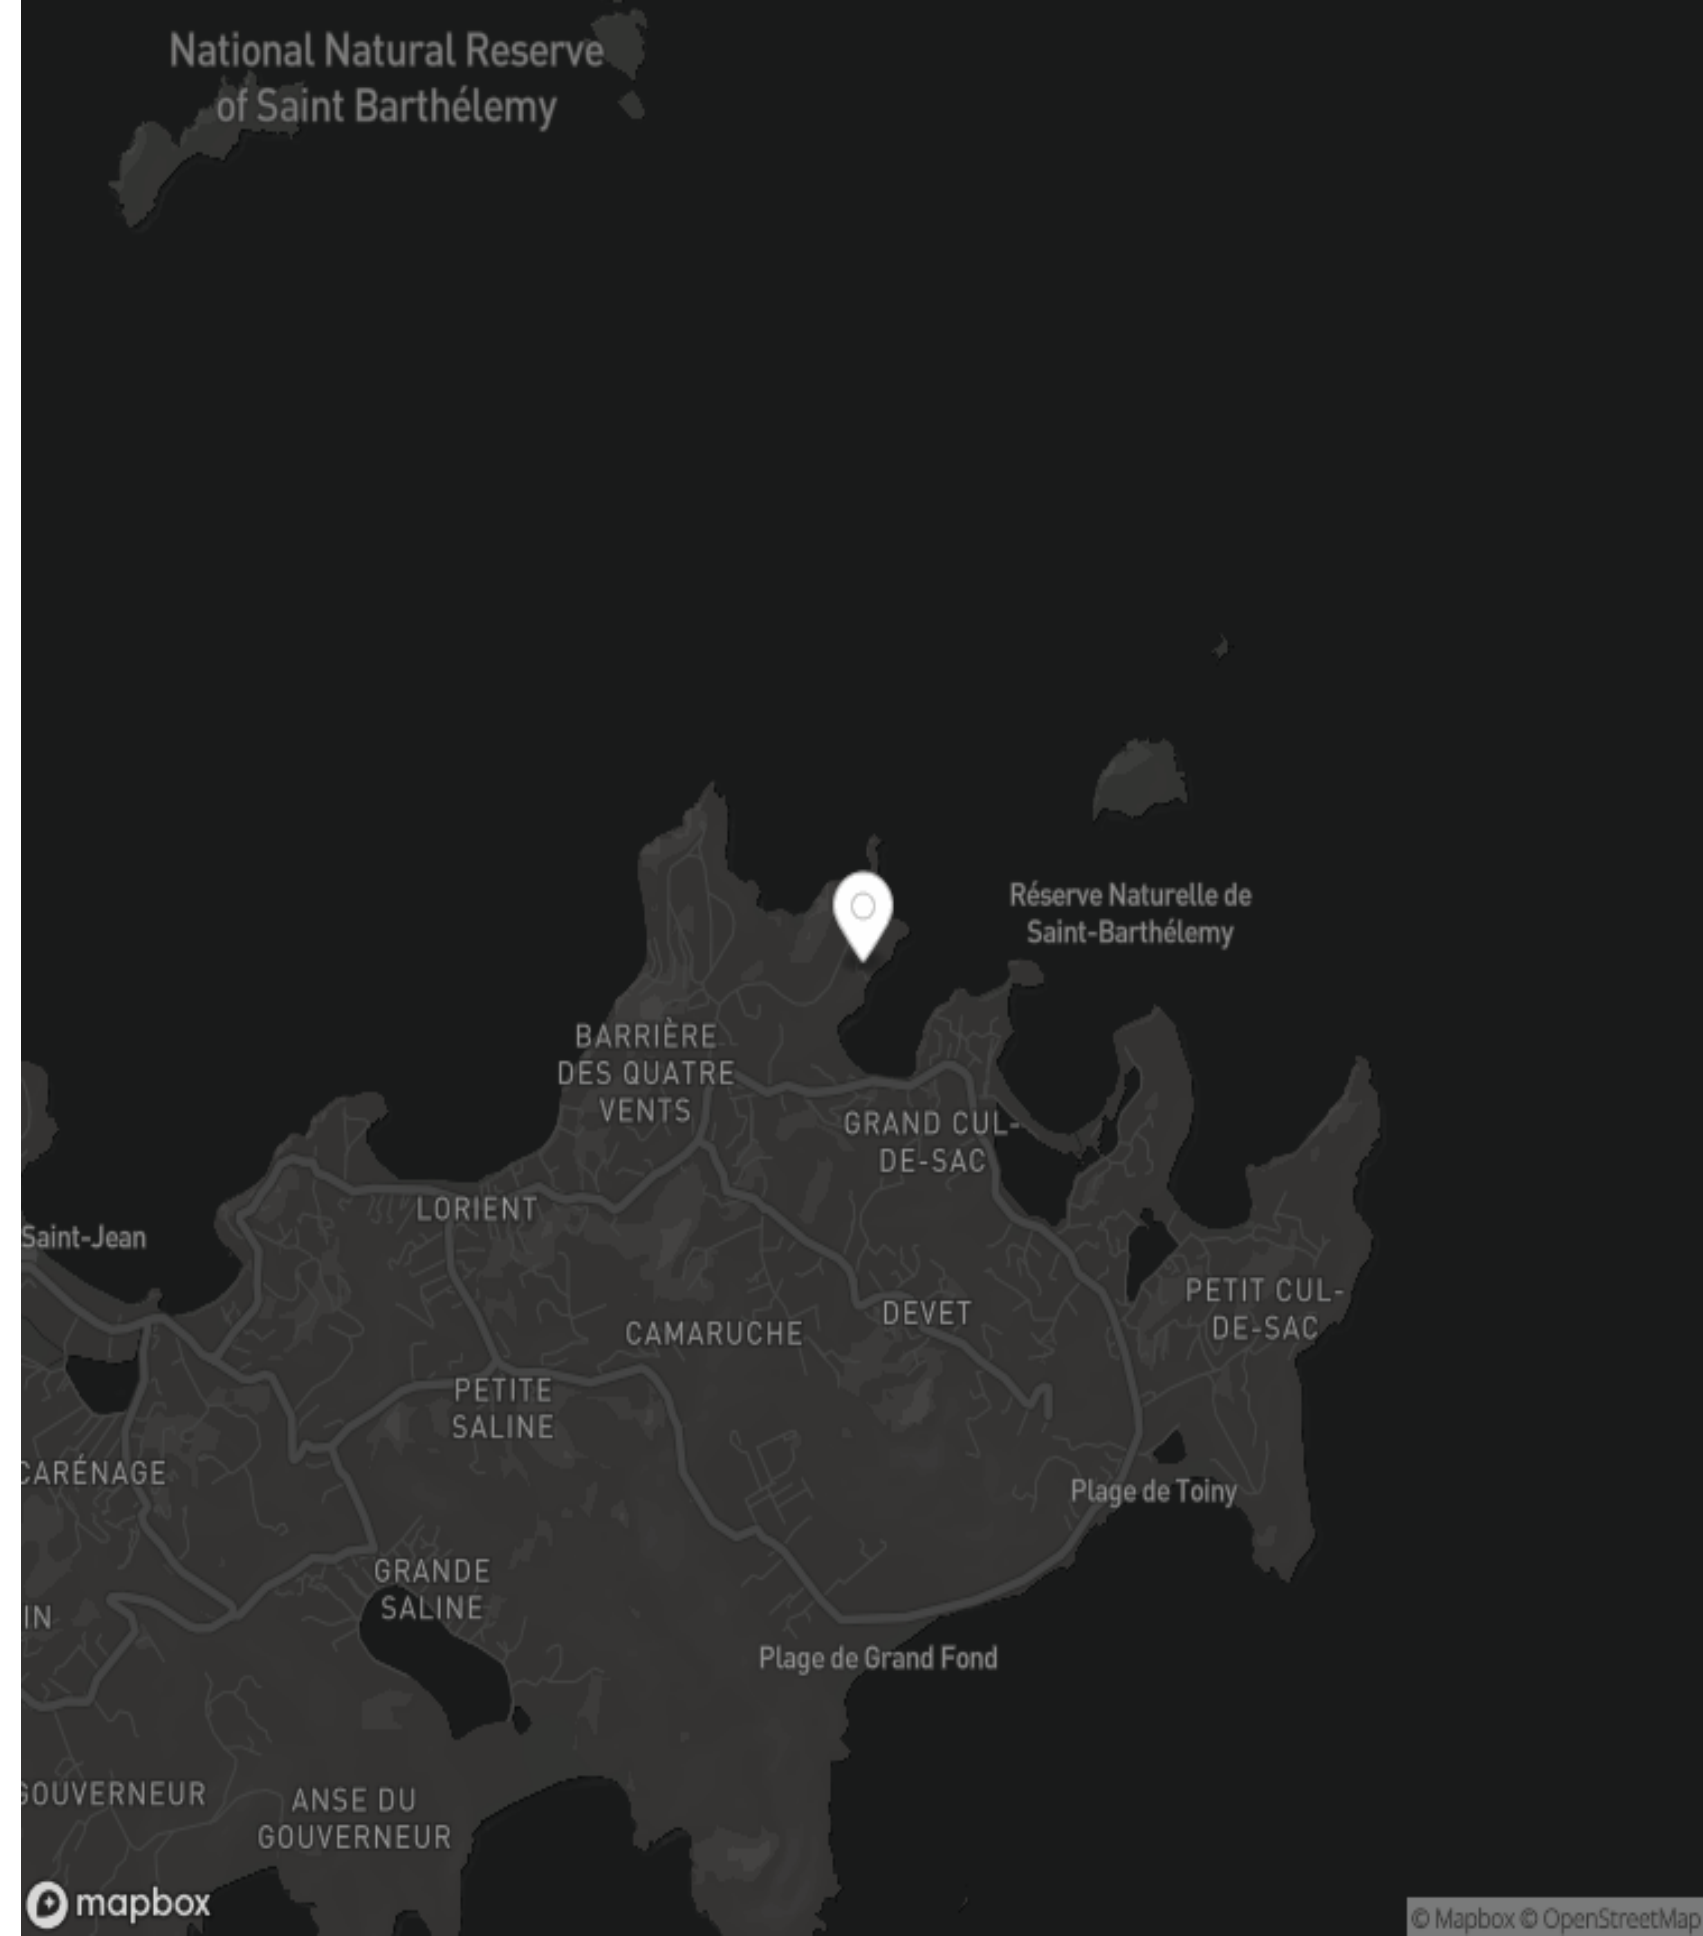 National Natural Reserve
of Saint Barthélemy
Réserve Naturelle de
Saint-Barthélemy
BARRIÈRE
DES QUATRE
VENTS
GRAND CUL-
DE-SAC
LORIENT
Saint-Jean
PETIT CUL-
DE-SAC
DEVET
CAMARUCHE
PETITE
SALINE
CARÉNAGE
Plage de Toiny
GRANDE
SALINE
IN
Plage de Grand Fond
GOUVERNEUR
ANSE DU
GOUVERNEUR
mapbox
© Mapbox © OpenStreetMap